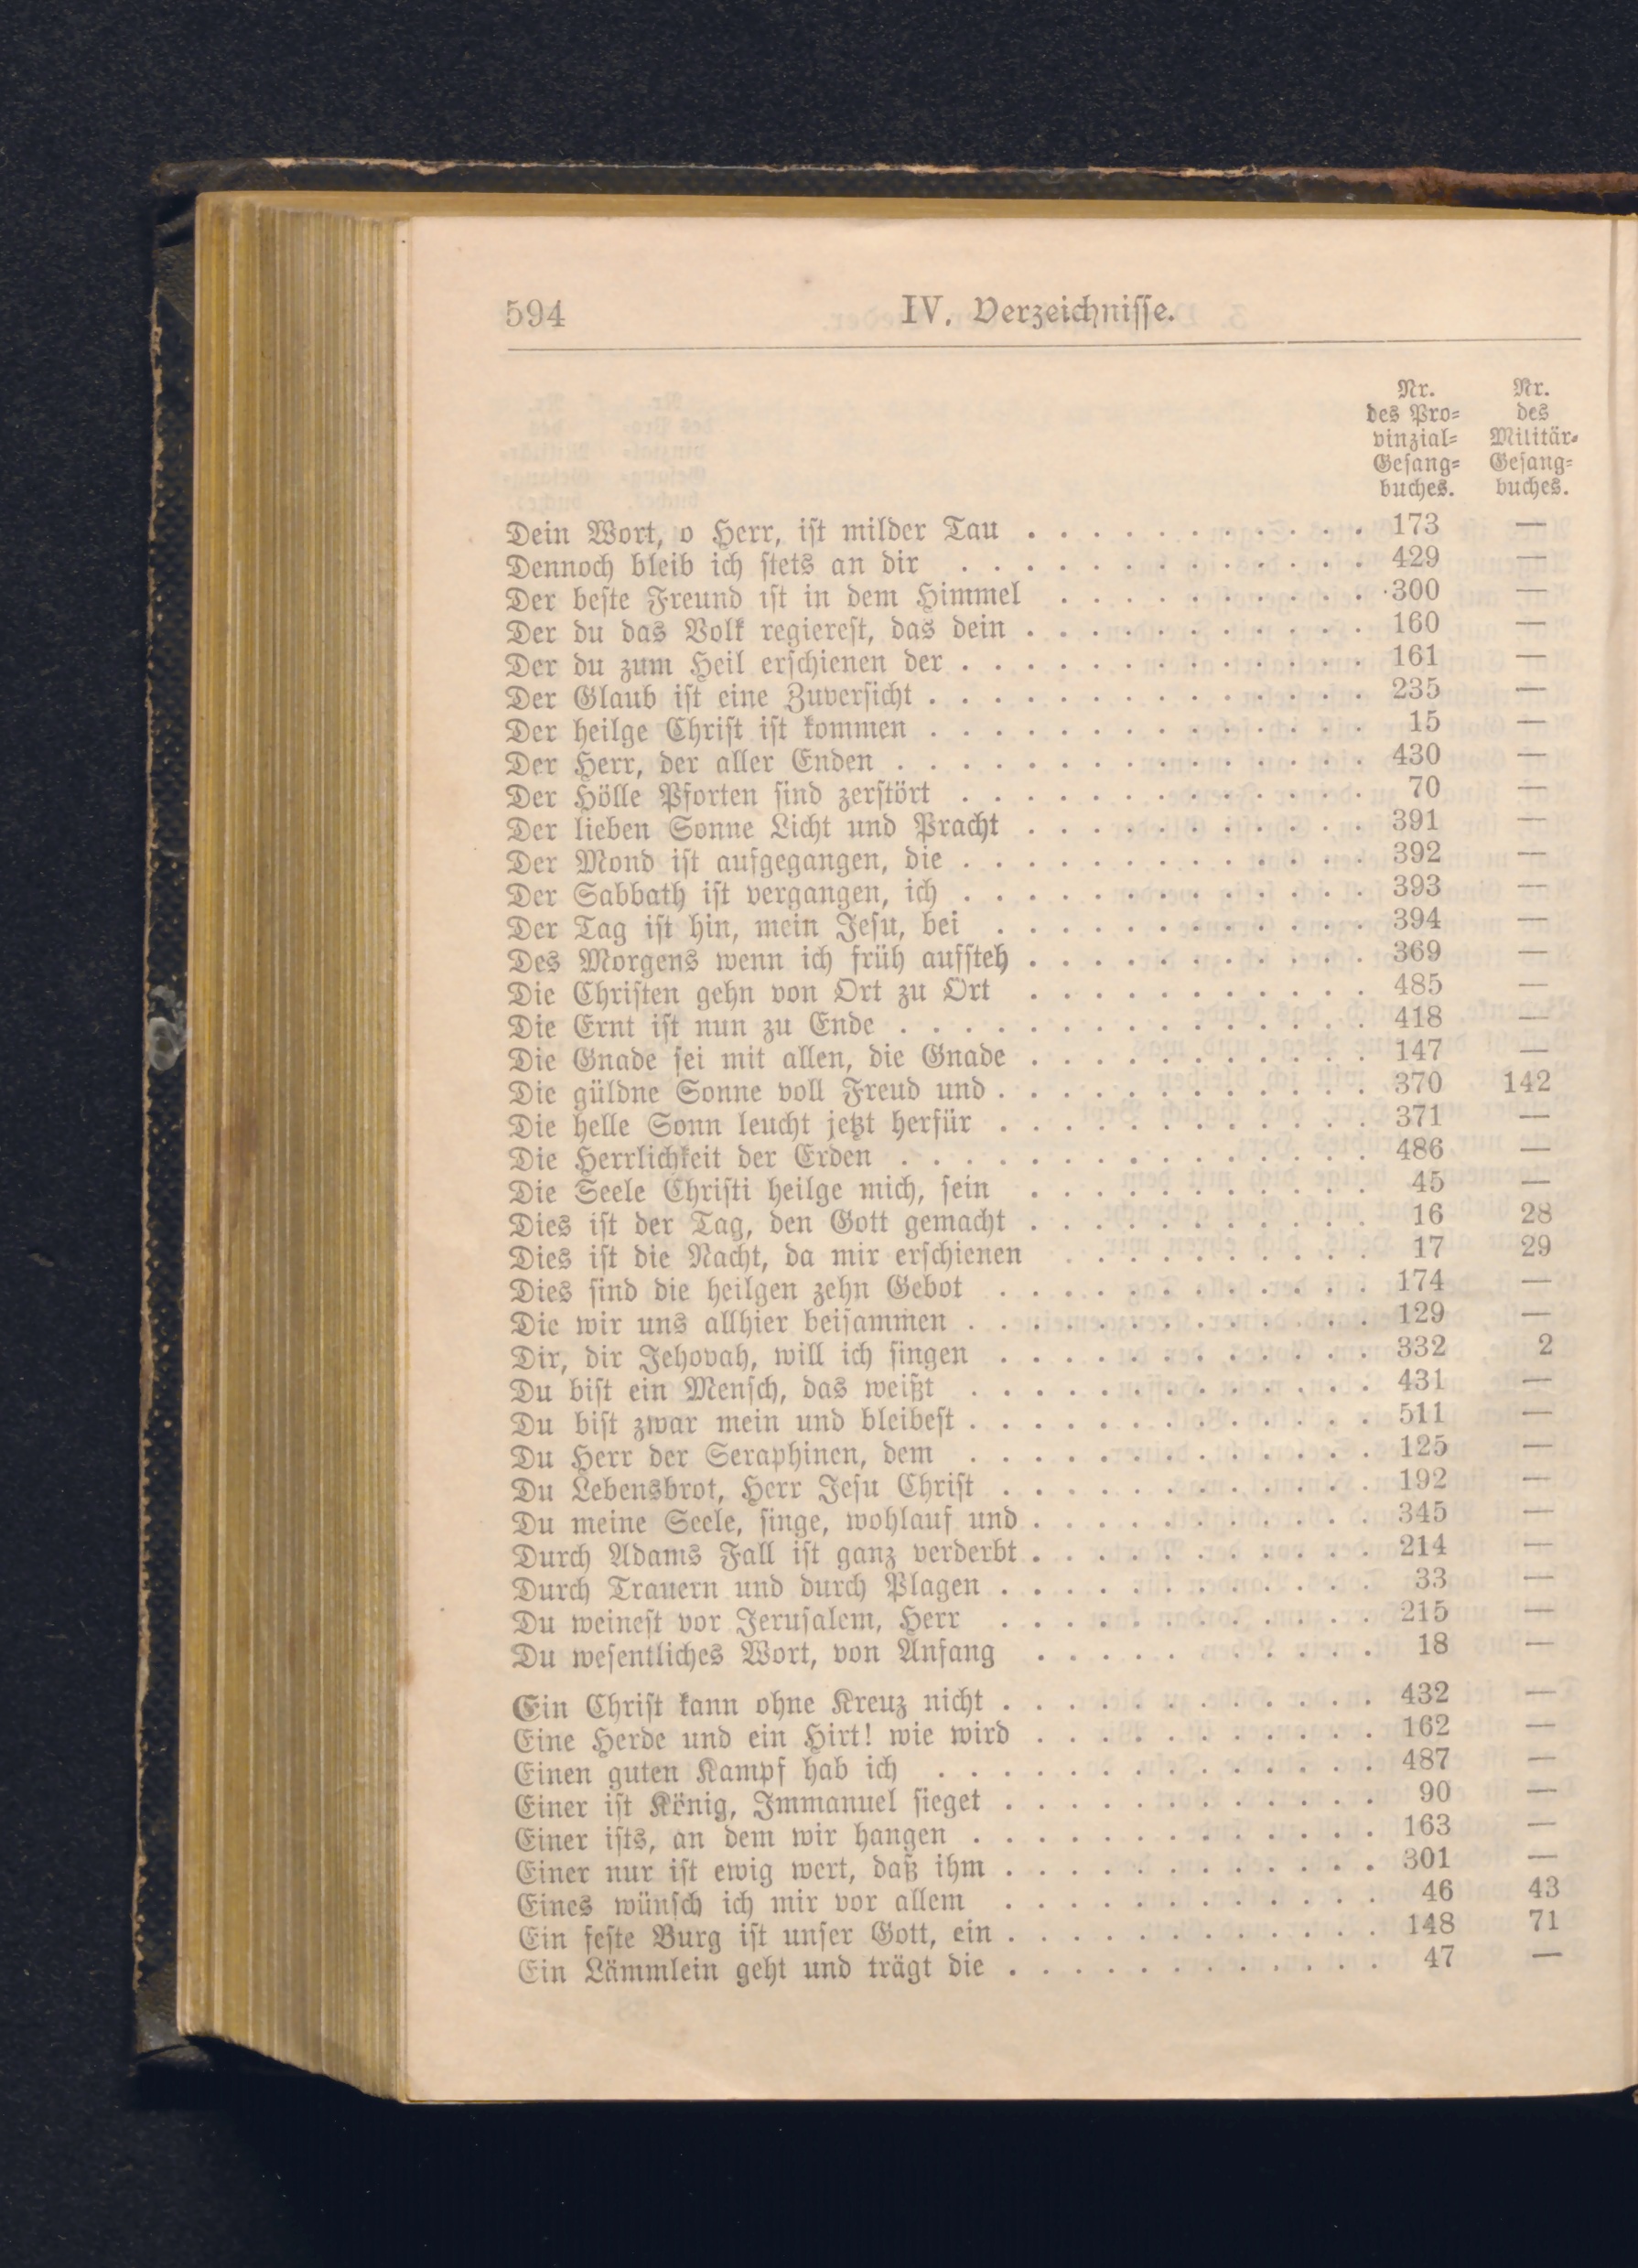 594 IV. Verzeichnisse.
Nr. Nr.
des Pro= des
vinzial= Militär=
Gesang= Gesang=
buches. buches.
Dein Wort, o Herr, ist milder Tau . . . . . . . . . . . 173 —
Dennoch bleib ich stets an dir . . . . . . . . . . . . . 429 —
Der beste Freund ist in dem Himmel . . . . . . . . . . 300 —
Der du das Volk regierest, das dein . . . . . . . . . . . 160 —
Der du zum Heil erschienen der . . . . . . . . . . . . . 161 —
Der Glaub ist eine Zuversicht . . . . . . . . . . . . . . 235 —
Der heilge Christ ist kommen . . . . . . . . . . . . . . 15 —
Der Herr, der aller Enden . . . . . . . . . . . . . . . 430 —
Der Hölle Pforten sind zerstört . . . . . . . . . . . . . 70 —
Der lieben Sonne Licht und Pracht . . . . . . . . . . . 391 —
Der Mond ist aufgegangen, die . . . . . . . . . . . . . 392 —
Der Sabbath ist vergangen, ich . . . . . . . . . . . . . 393 —
Der Tag ist hin, mein Jesu, bei . . . . . . . . . . . . 394 —
Des Morgens wenn ich früh aufsteh . . . . . . . . . . . 369 —
Die Christen gehn von Ort zu Ort . . . . . . . . . . . 485 —
Die Ernt ist nun zu Ende . . . . . . . . . . . . . . . 418 —
Die Gnade sei mit allen, die Gnade . . . . . . . . . . . 147 —
Die güldne Sonne voll Freud und . . . . . . . . . . . . 370 142
Die helle Sonn leucht jetzt herfür . . . . . . . . . . . . 371 —
Die Herrlichkeit der Erden . . . . . . . . . . . . . . . 486 —
Die Seele Christi heilge mich, sein . . . . . . . . . . . 45 —
Dies ist der Tag, den Gott gemacht . . . . . . . . . . . 16 28
Dies ist die Nacht, da mir erschienen . . . . . . . . . . 17 29
Dies sind die heilgen zehn Gebot . . . . . . . . . . . . 174 —
Die wir uns allhier beisammen . . . . . . . . . . . . . 129 —
Dir, dir Jehovah, will ich singen . . . . . . . . . . . . 332 2
Du bist ein Mensch, das weißt . . . . . . . . . . . . . 431 —
Du bist zwar mein und bleibest . . . . . . . . . . . . . 511 —
Du Herr der Seraphinen, dem . . . . . . . . . . . . . 125 —
Du Lebensbrot, Herr Jesu Christ . . . . . . . . . . . . 192 —
Du meine Seele, singe, wohlauf und . . . . . . . . . . . 345 —
Durch Adams Fall ist ganz verderbt . . . . . . . . . . . 214 —
Durch Trauern und durch Plagen . . . . . . . . . . . . 33 —
Du weinest vor Jerusalem, Herr . . . . . . . . . . . . 215 —
Du wesentliches Wort, von Anfang . . . . . . . . . . . 18 —
Ein Christ kann ohne Kreuz nicht . . . . . . . . . . . . 432 —
Eine Herde und ein Hirt! wie wird . . . . . . . . . . . 162 —
Einen guten Kampf hab ich . . . . . . . . . . . . . . 487 —
Einer ist König, Immanuel sieget . . . . . . . . . . . . 90 —
Einer ists, an dem wir hangen . . . . . . . . . . . . . 163 —
Einer nur ist ewig wert, daß ihm . . . . . . . . . . . . 301 —
Eines wünsch ich mir vor allem . . . . . . . . . . . . 46 43
Ein feste Burg ist unser Gott, ein . . . . . . . . . . . . 148 71
Ein Lämmlein geht und trägt die . . . . . . . . . . . . 47 —